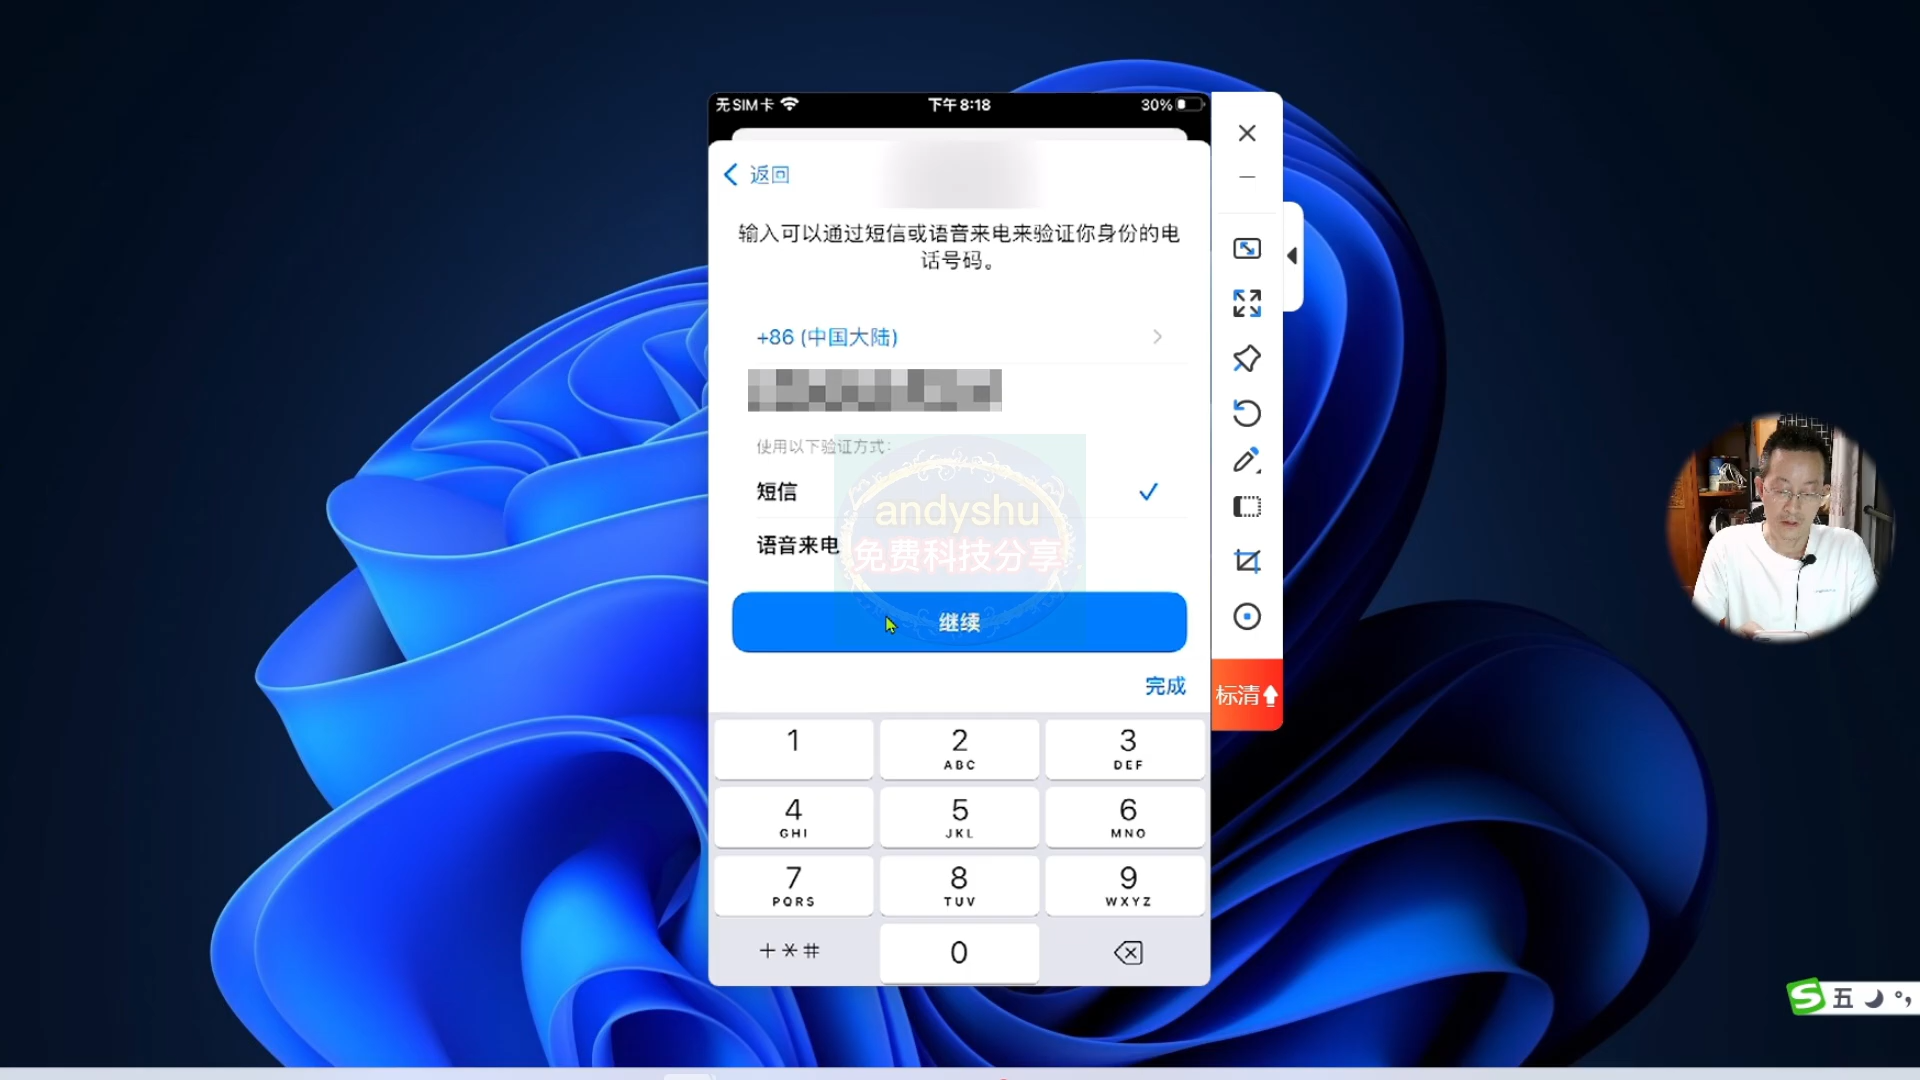 无SIM卡
下午8:18
30%
返回
输入可以通过短信或语音来电来验证你身份的电
话号码。
+86 (中国大陆)
使用以下验证方式:
短信
andyshu
语音来电
免费科技分享
继续
完成
标清
1
2
ABC
3
DEF
4
GHI
5
JKL
6
MNO
7
PQRS
8
TUV
9
WXYZ
+*#
0
S五